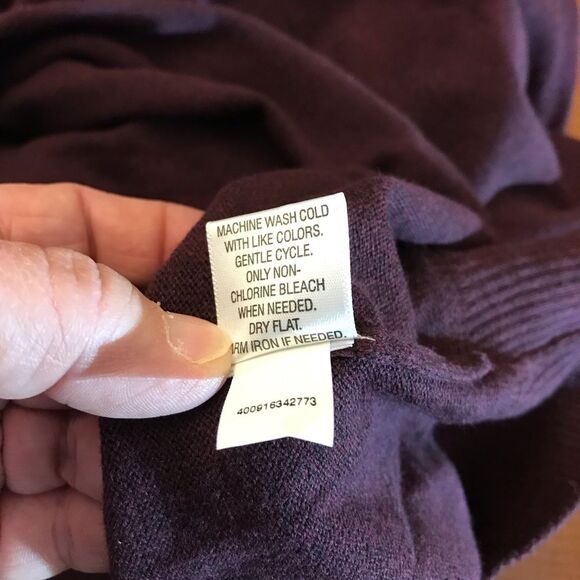 MACHINE WASH COLD
WITH LIKE COLORS.
GENTLE CYCLE.
ONLY NON-
CHLORINE BLEACH
WHEN NEEDED.
DRY FLAT.
ARM IRON IF NEEDED.
400916342773